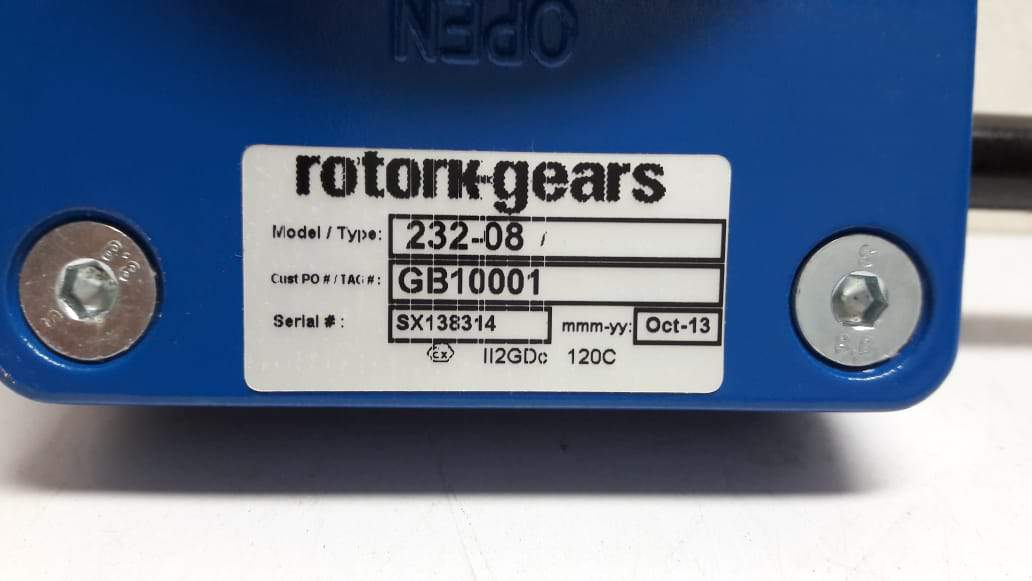 OPEN
rotork-gears
Model / Type: 232-08 /
Cust PO # / TAG #: GB10001
Serial # : SX138314 mmm-yy: Oct-13
Ex II2GDc 120C